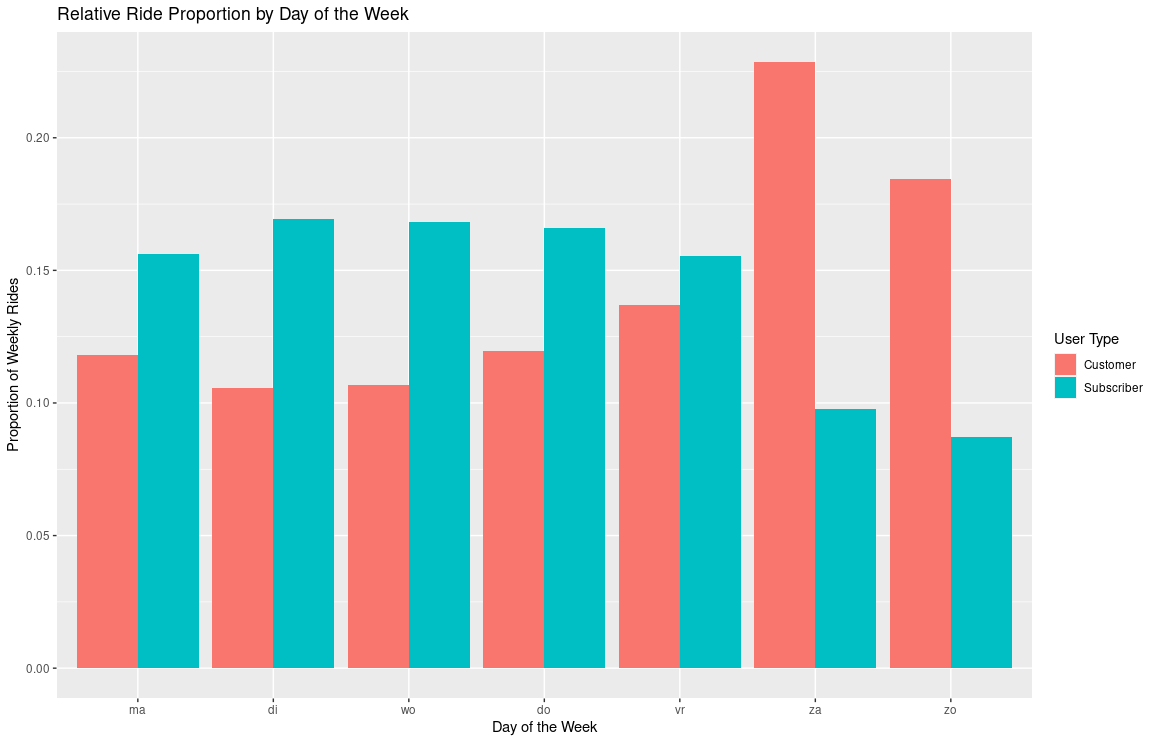 Relative Ride Proportion by Day of the Week
Proportion of Weekly Rides
0.20
0.15
0.10
0.05
0.00
ma di wo do vr za zo
Day of the Week
User Type
Customer
Subscriber